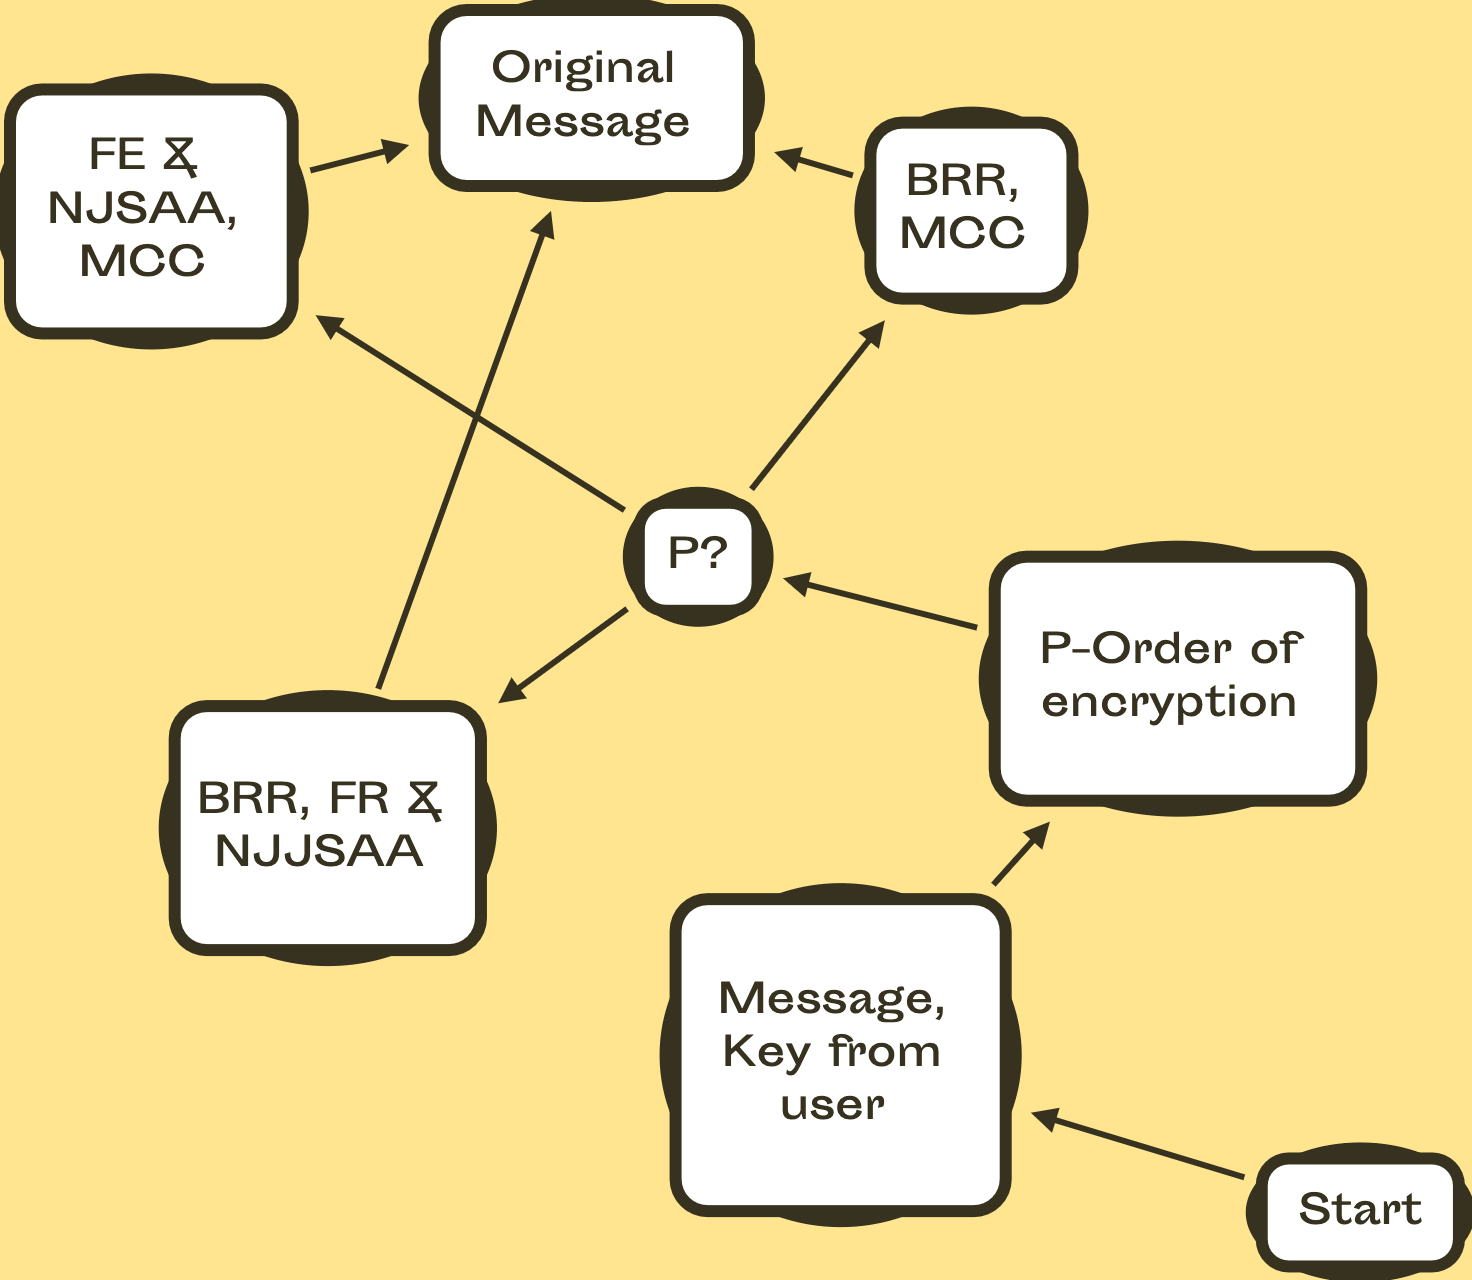 Original
Message
FE &
NJSAA,
MCC
BRR,
MCC
P?
P-Order of
encryption
BRR, FR &
NJJSAA
Message,
Key from
user
Start